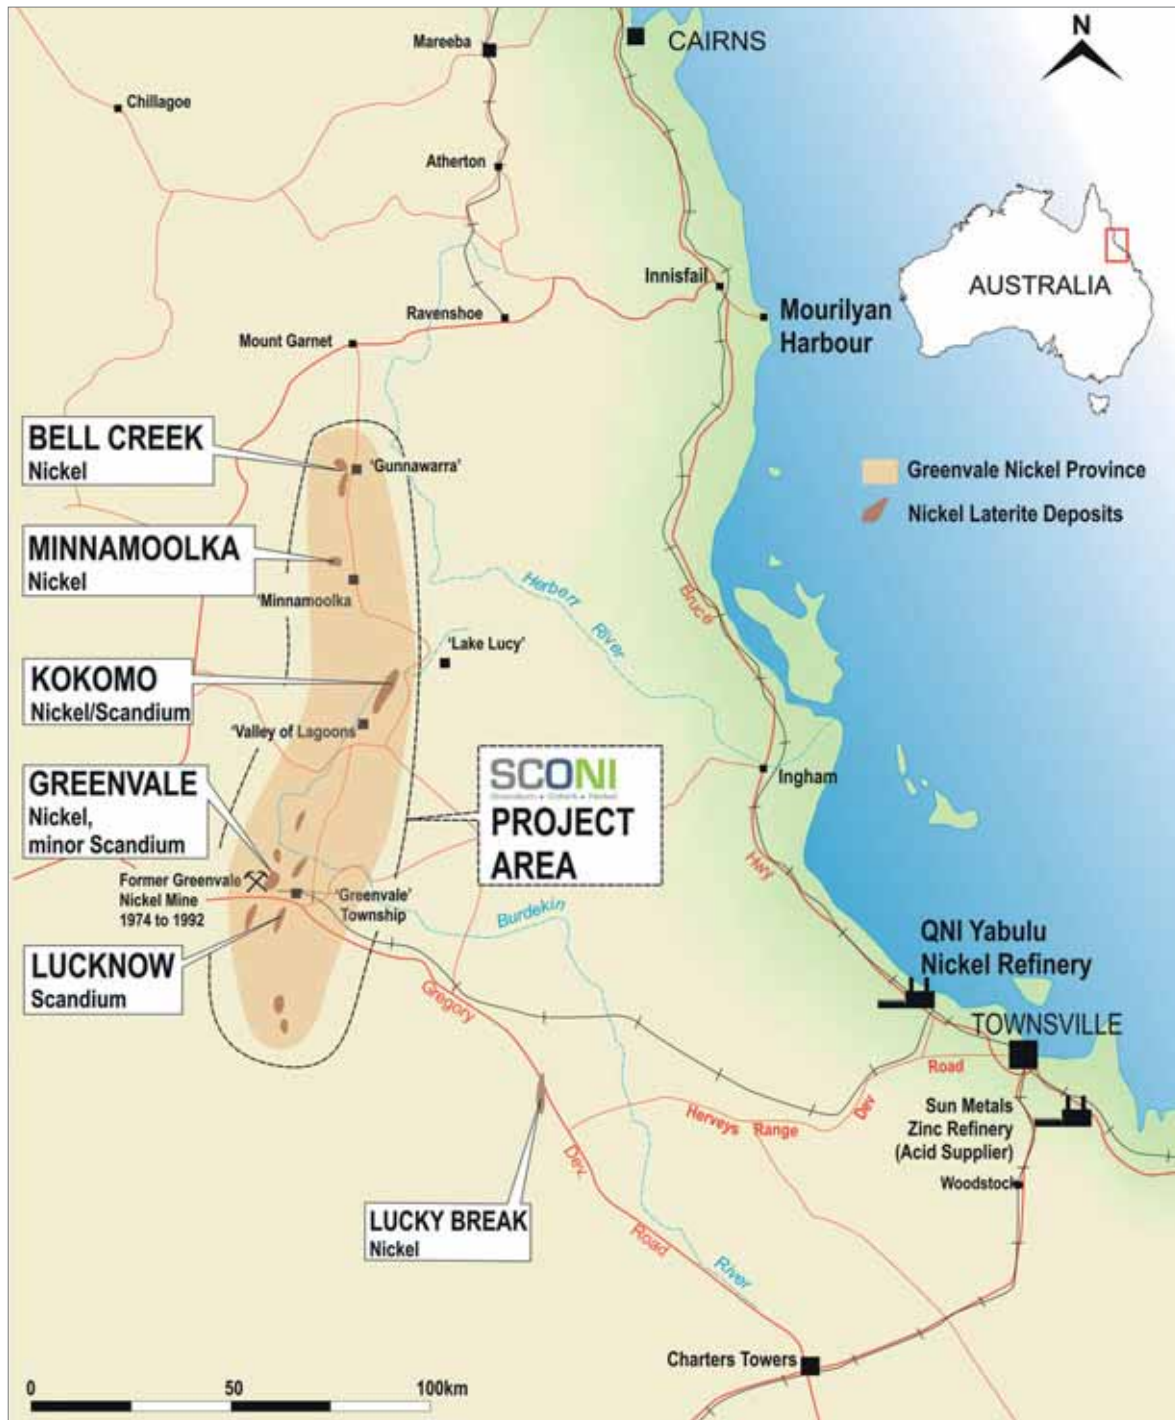 N
CAIRNS
Mareeba
Chillagoe
Atherton
AUSTRALIA
Innisfail
Mourilyan
Harbour
Ravenshoe
Mount Garnet
BELL CREEK
Nickel
'Gunnawarra'
Greenvale Nickel Province
Nickel Laterite Deposits
MINNAMOOLKA
Nickel
'Minnamoolka
Herberr
River
Bruce
'Lake Lucy'
KOKOMO
Nickel/Scandium
'Valley of Lagoons'
SCONI
PROJECT
AREA
Ingham
GREENVALE
Nickel,
minor Scandium
Hwy
Former Greenvale
Nickel Mine
1974 to 1992
'Greenvale'
Township
Burdekin
QNI Yabulu
Nickel Refinery
LUCKNOW
Scandium
Gregory
TOWNSVILLE
Road
Herveys Range Dev
Sun Metals
Zinc Refinery
(Acid Supplier)
Woodstock
Dev.
LUCKY BREAK
Nickel
Road
River
Charters Towers
0 50 100km